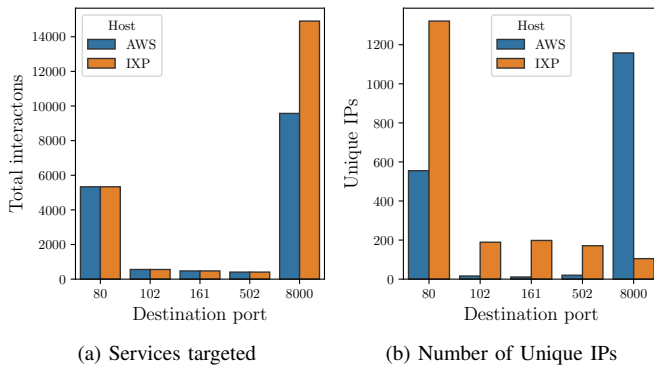 Host
AWS
IXP
Total interactons
14000
12000
10000
8000
6000
4000
2000
0
80 102 161 502 8000
Destination port
(a) Services targeted
Host
AWS
IXP
Unique IPs
1200
1000
800
600
400
200
0
80 102 161 502 8000
Destination port
(b) Number of Unique IPs